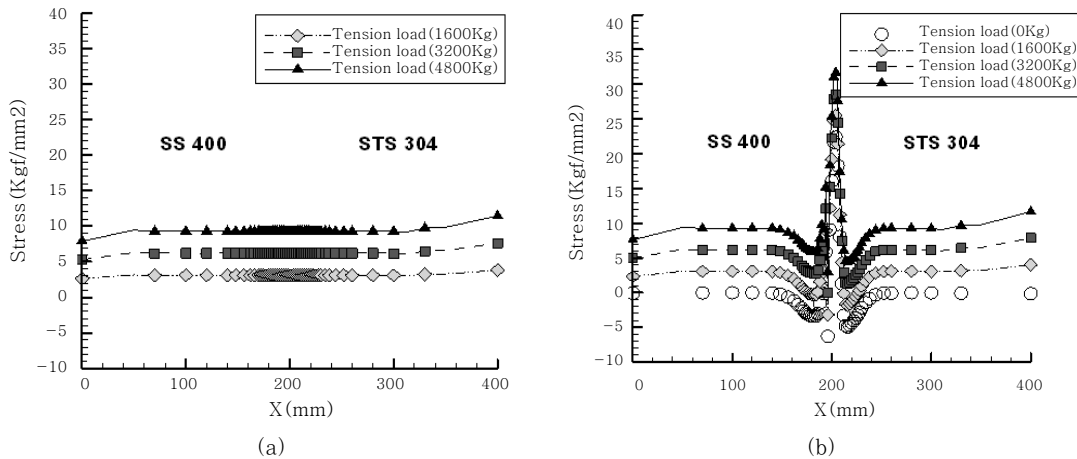 40
35
30
25
20
15
10
5
0
−5
−10
Stress(Kgf/mm2)
Tension load(1600Kg)
Tension load(3200Kg)
Tension load(4800Kg)
SS 400
STS 304
0
100
200
300
400
X(mm)
(a)
40
35
30
25
20
15
10
5
0
−5
−10
Stress(Kgf/mm2)
Tension load(0Kg)
Tension load(1600Kg)
Tension load(3200Kg)
Tension load(4800Kg)
SS 400
STS 304
0
100
200
300
400
X(mm)
(b)